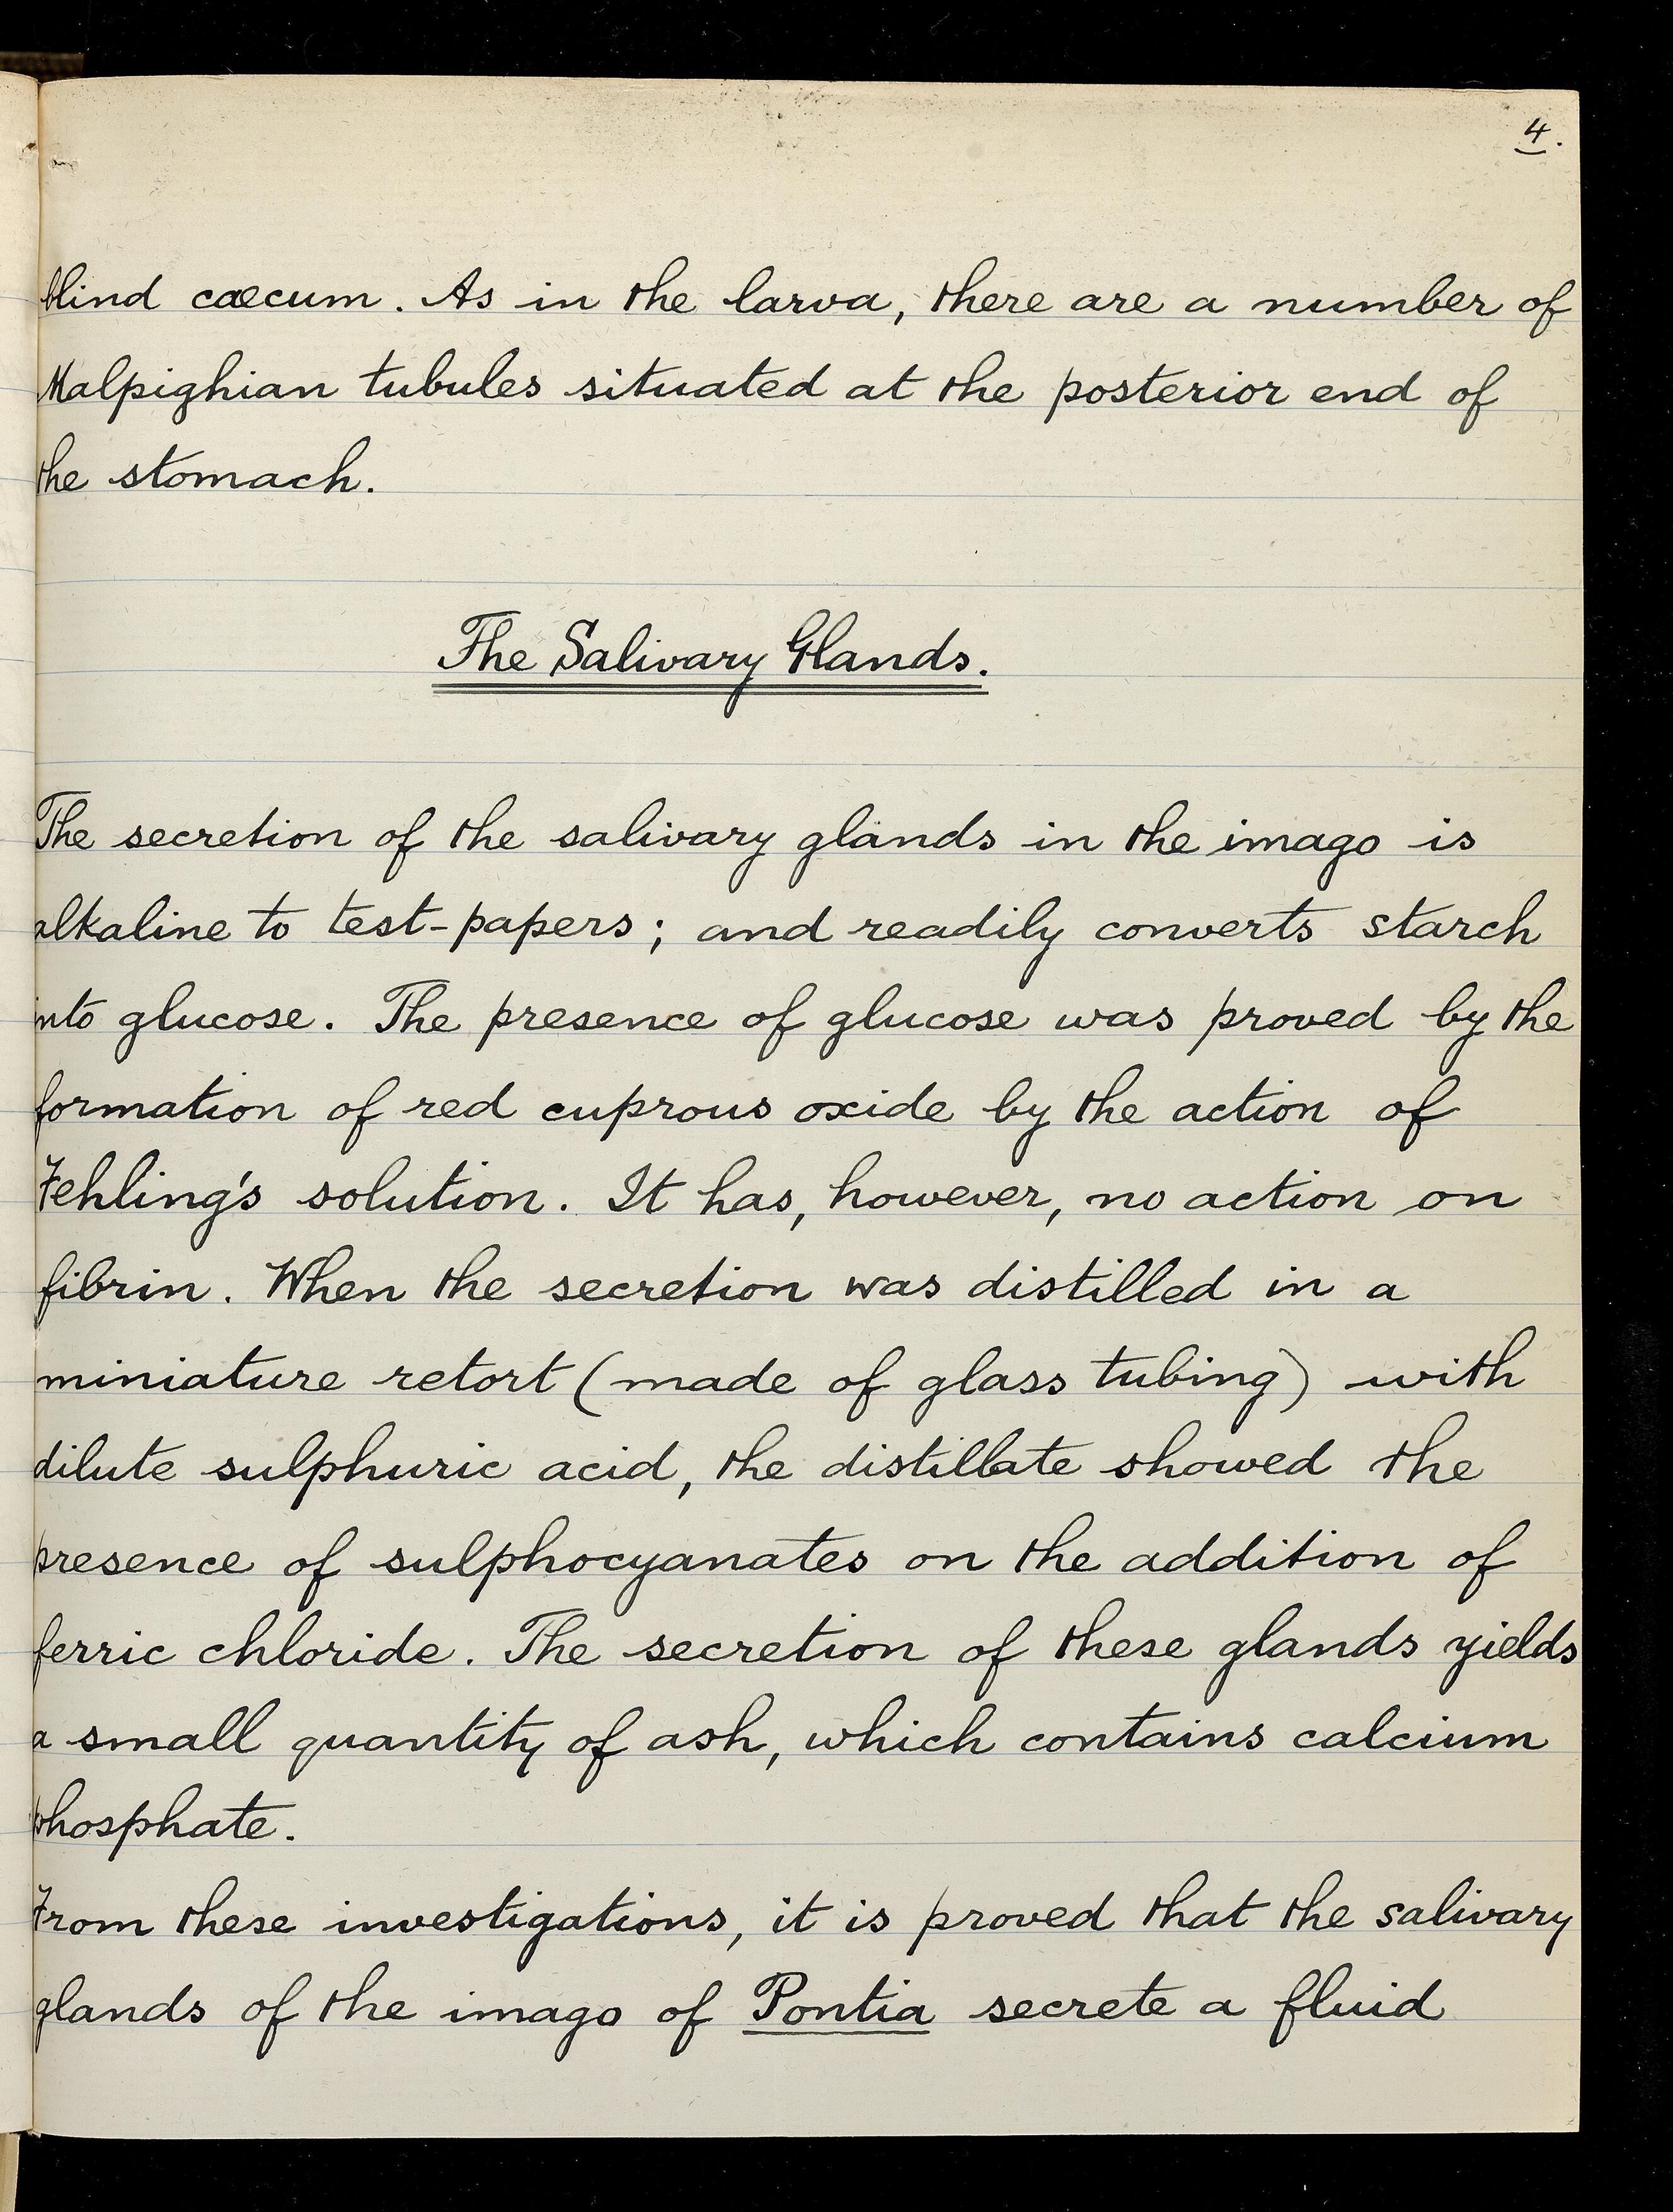 4.
blind cæcum. As in the larva, there are a number of
Malpighian tubules situated at the posterior end of
the stomach.
The Salivary Glands.
The secretion of the salivary glands in the imago is
alkaline to test-papers; and readily converts starch
into glucose. The presence of glucose was proved by the
formation of red cuprous oxide by the action of
Fehling's solution. It has, however, no action on
fibrin. When the secretion was distilled in a
miniature retort (made of glass tubing) with
dilute sulphuric acid, the distillate showed the
presence of sulphocyanates on the addition of
ferric chloride. The secretion of these glands yields
a small quantity of ash, which contains calcium
phosphate.
From these investigations, it is proved that the salivary
glands of the imago of Pontia secrete a fluid